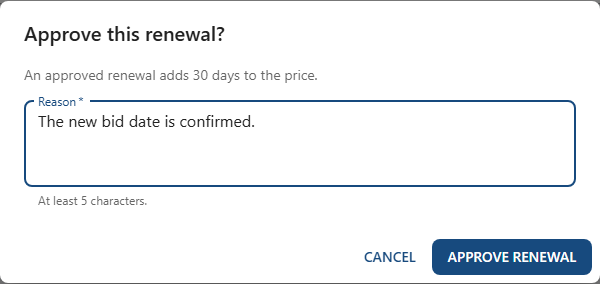 Approve this renewal?
An approved renewal adds 30 days to the price.
Reason *
The new bid date is confirmed.
At least 5 characters.
CANCEL
APPROVE RENEWAL